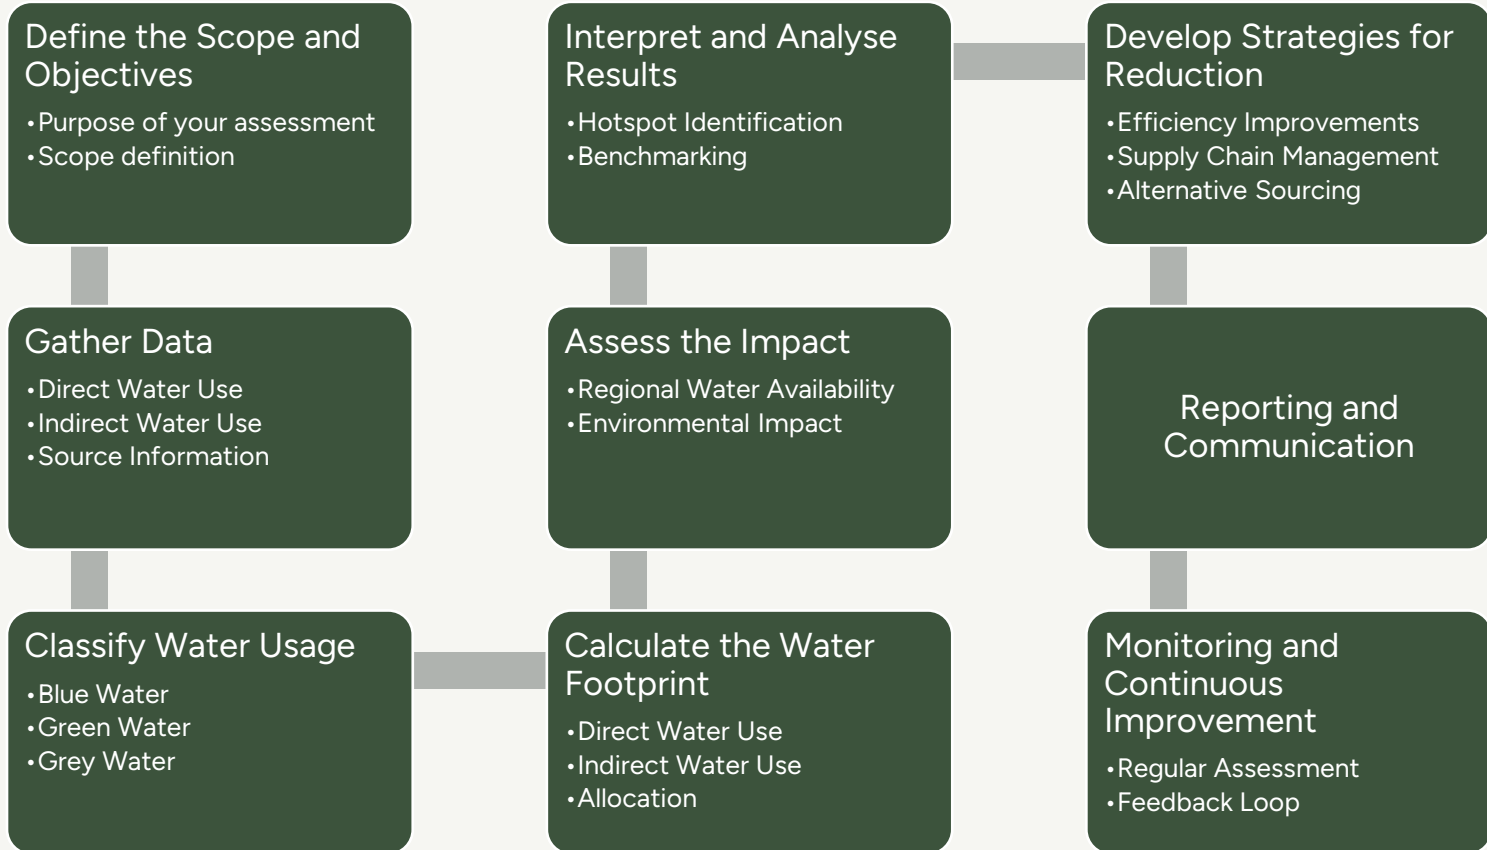 Define the Scope and
Objectives
•Purpose of your assessment
•Scope definition
Gather Data
•Direct Water Use
•Indirect Water Use
•Source Information
Classify Water Usage
•Blue Water
•Green Water
•Grey Water
Calculate the Water
Footprint
•Direct Water Use
•Indirect Water Use
•Allocation
Assess the Impact
•Regional Water Availability
•Environmental Impact
Interpret and Analyse
Results
•Hotspot Identification
•Benchmarking
Develop Strategies for
Reduction
•Efficiency Improvements
•Supply Chain Management
•Alternative Sourcing
Reporting and
Communication
Monitoring and
Continuous
Improvement
•Regular Assessment
•Feedback Loop